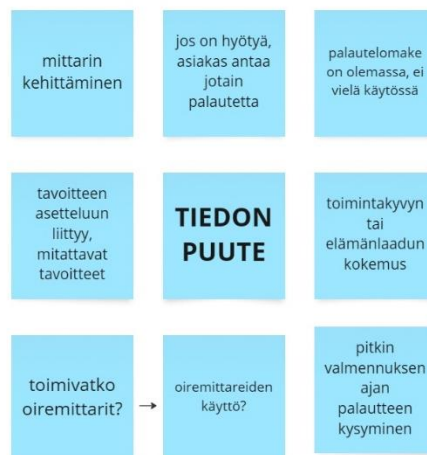 mittarin
kehittäminen
jos on hyötyä,
asiakas antaa
jotain
palautetta
palautelomake
on olemassa, ei
vielä käytössä
tavoitteen
asetteluun
liittyy,
mitattavat
tavoitteet
TIEDON
PUUTE
toimintakyvyn
tai
elämänlaadun
kokemus
toimivatko
oiremittarit?
oiremittareiden
käyttö?
pitkin
valmennuksen
ajan
palautteen
kysyminen